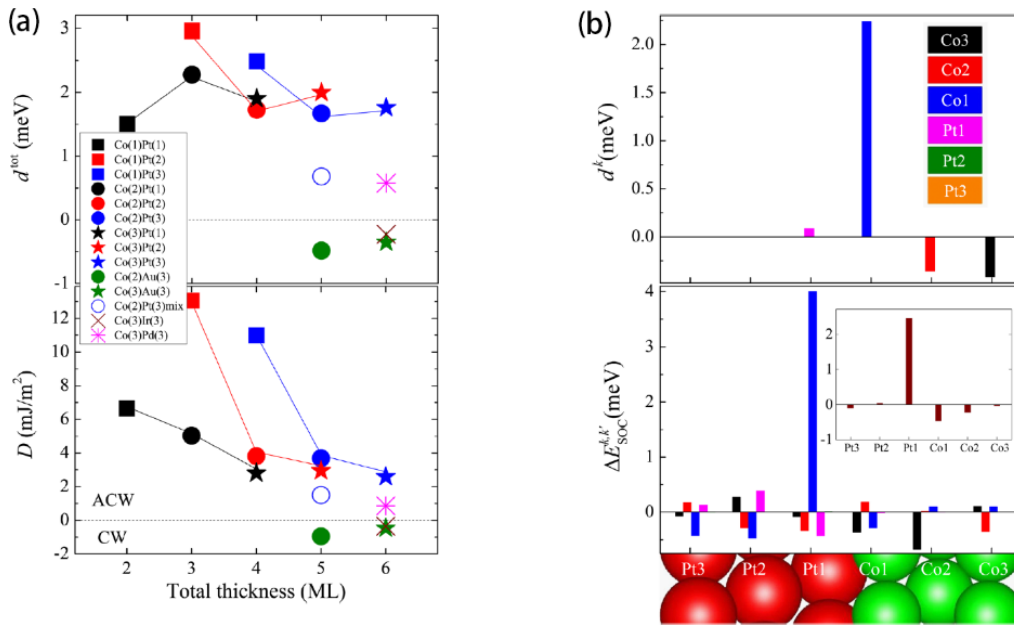 (a)
3
2
1
0
-1
d^tot (meV)
Co(1)Pt(1)
Co(1)Pt(2)
Co(1)Pt(3)
Co(2)Pt(1)
Co(2)Pt(2)
Co(2)Pt(3)
Co(3)Pt(1)
Co(3)Pt(2)
Co(3)Pt(3)
Co(2)Au(3)
Co(3)Au(3)
Co(2)Pt(3)mix
Co(3)Ir(3)
Co(3)Pd(3)
12
10
8
6
4
2
0
-2
D (mJ/m²)
ACW
CW
2 3 4 5 6
Total thickness (ML)
(b)
2.0
1.5
1.0
0.5
0.0
d^k (meV)
Co3
Co2
Co1
Pt1
Pt2
Pt3
4
3
2
1
0
ΔE^k,k'_SOC (meV)
2
1
0
-1
Pt3 Pt2 Pt1 Co1 Co2 Co3
Pt3 Pt2 Pt1 Co1 Co2 Co3